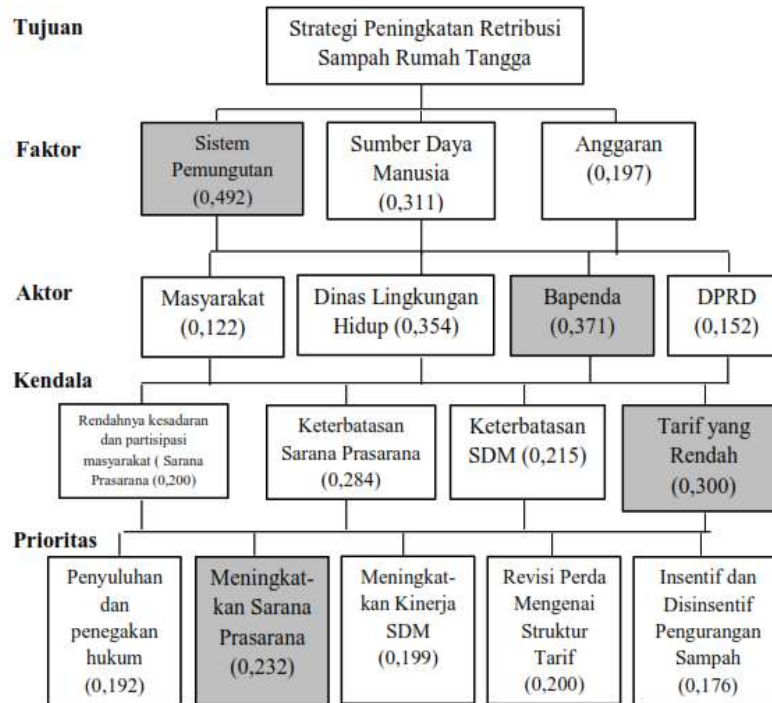 Tujuan
Strategi Peningkatan Retribusi
Sampah Rumah Tangga
Faktor
Sistem
Pemungutan
(0,492)
Sumber Daya
Manusia
(0,311)
Anggaran
(0,197)
Aktor
Masyarakat
(0,122)
Dinas Lingkungan
Hidup (0,354)
Bapenda
(0,371)
DPRD
(0,152)
Kendala
Rendahnya kesadaran
dan partisipasi
masyarakat ( Sarana
Prasarana (0,200)
Keterbatasan
Sarana Prasarana
(0,284)
Keterbatasan
SDM (0,215)
Tarif yang
Rendah
(0,300)
Prioritas
Penyuluhan
dan
penegakan
hukum
(0,192)
Meningkat-
kan Sarana
Prasarana
(0,232)
Meningkat-
kan Kinerja
SDM
(0,199)
Revisi Perda
Mengenai
Struktur
Tarif
(0,200)
Insentif dan
Disinsentif
Pengurangan
Sampah
(0,176)